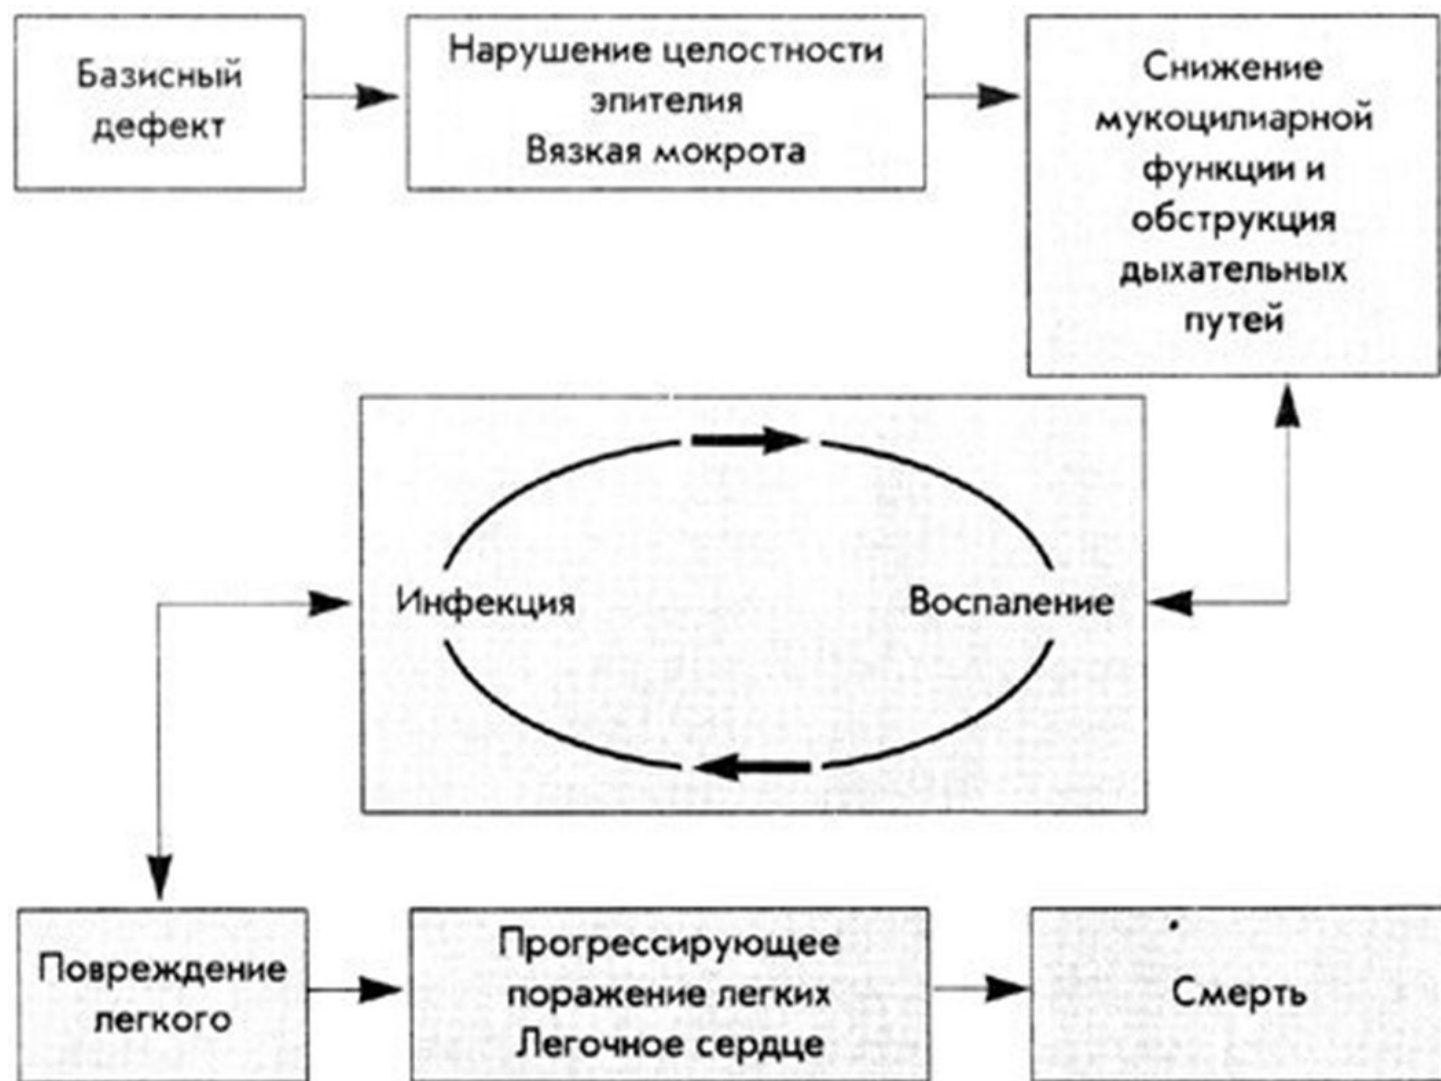 Базисный
дефект
Нарушение целостности
эпителия
Вязкая мокрота
Снижение
мукоцилиарной
функции и
обструкция
дыхательных
путей
Инфекция
Воспаление
Повреждение
легкого
Прогрессирующее
поражение легких
Легочное сердце
Смерть